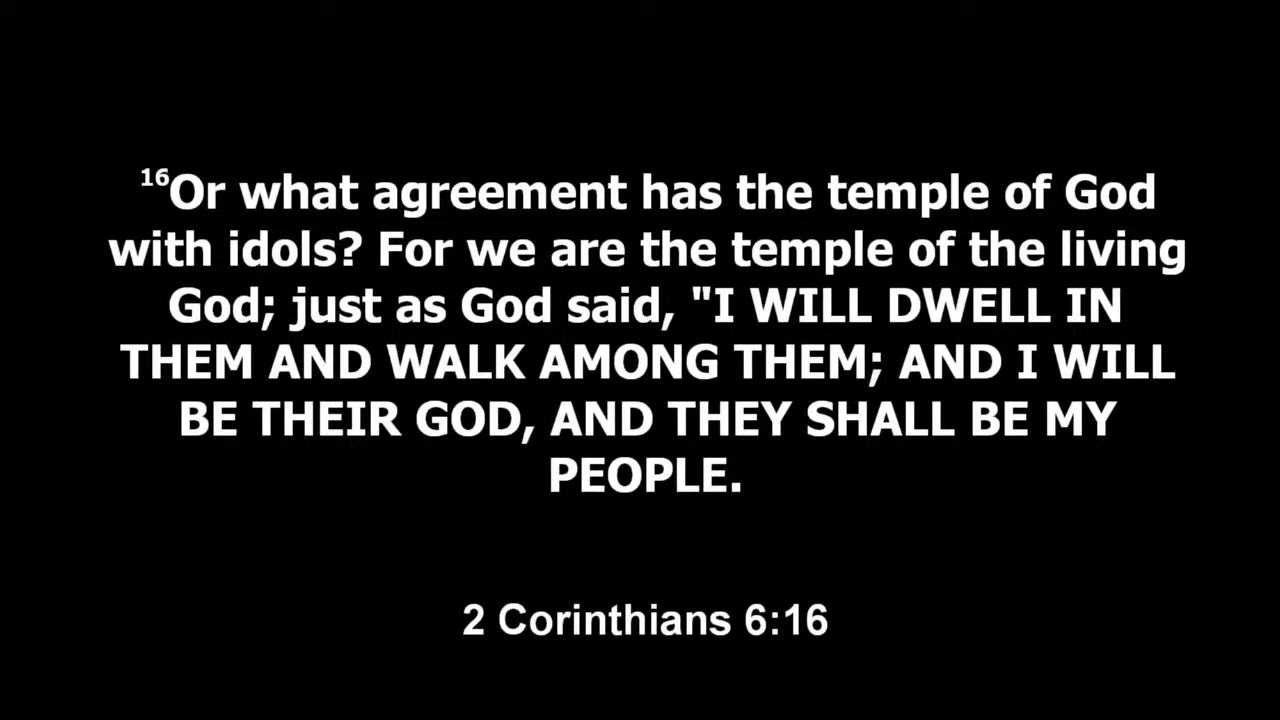 16Or what agreement has the temple of God
with idols? For we are the temple of the living
God; just as God said, "I WILL DWELL IN
THEM AND WALK AMONG THEM; AND I WILL
BE THEIR GOD, AND THEY SHALL BE MY
PEOPLE.
2 Corinthians 6:16